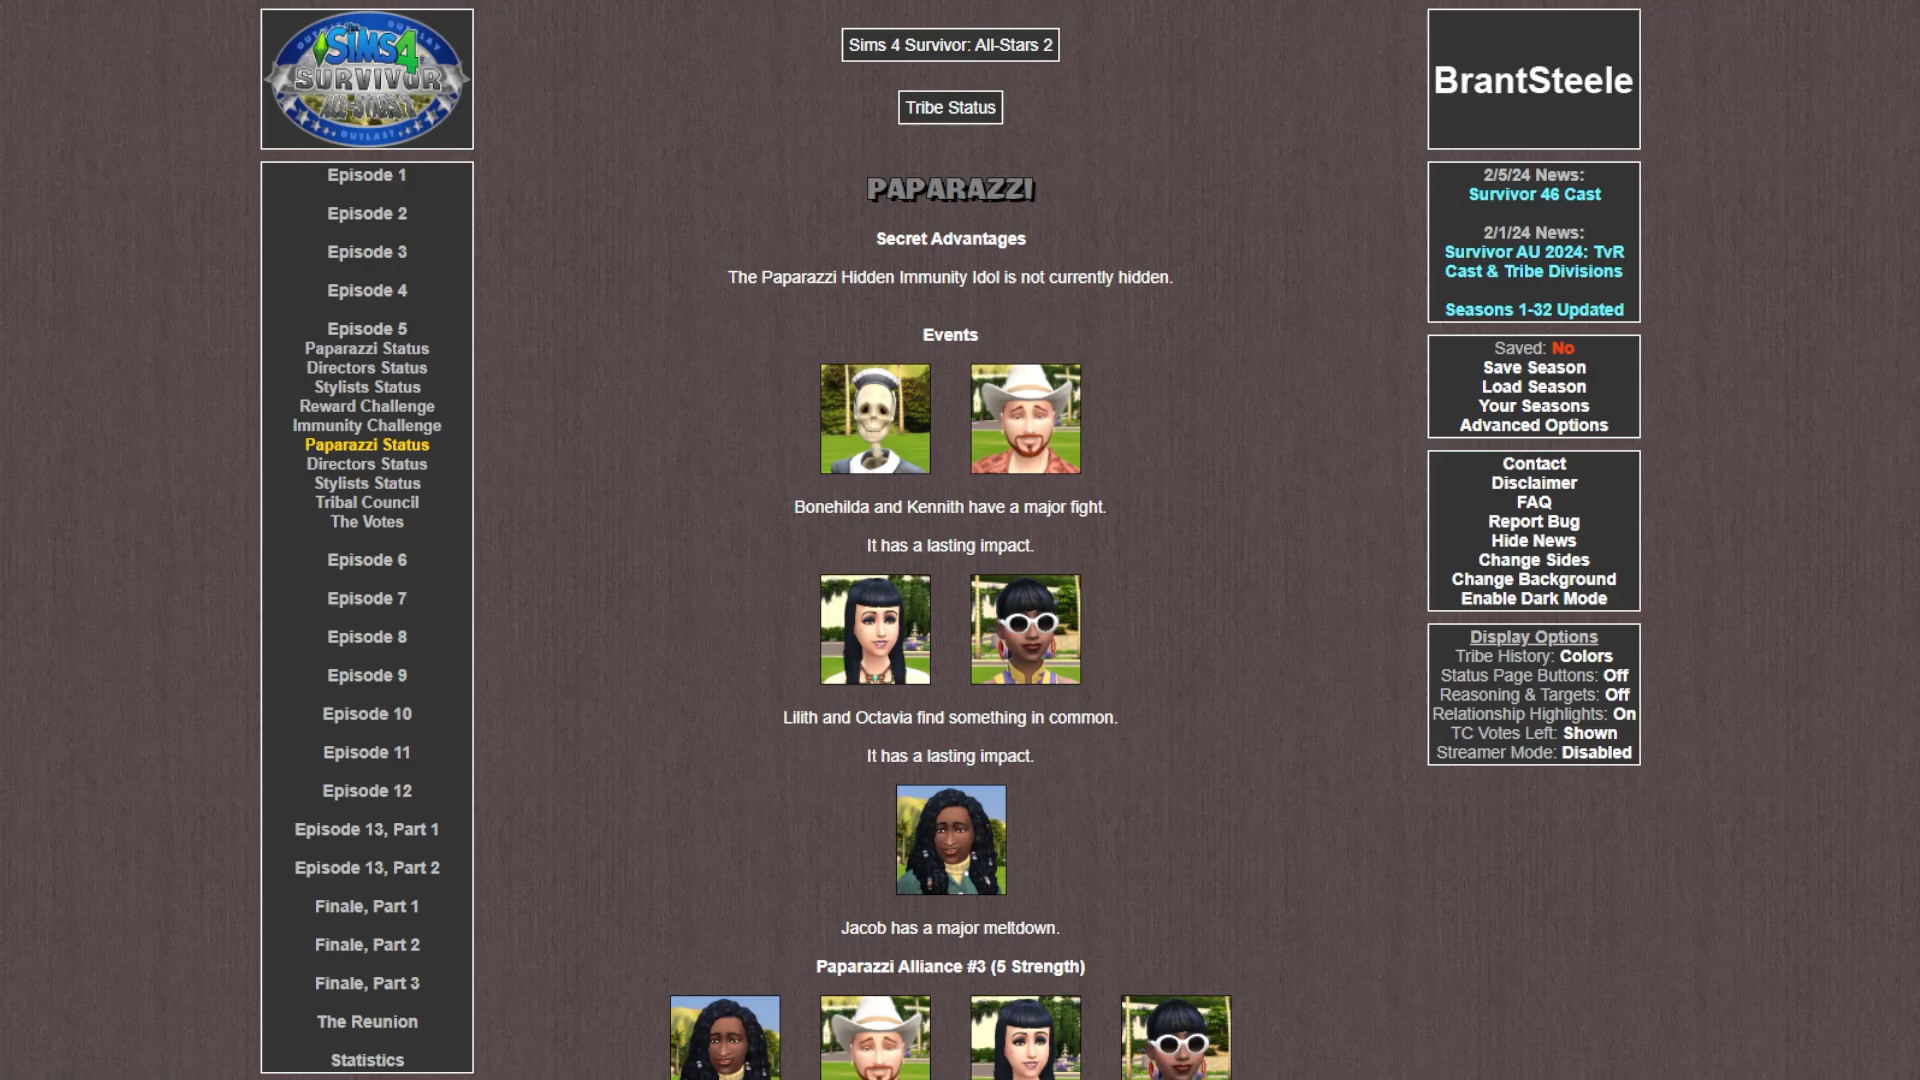 OUTWIT
OUTPLAY
The
SiMS 4
SURVIVOR
ALL-STARS 2
OUTLAST
Episode 1
Episode 2
Episode 3
Episode 4
Episode 5
Paparazzi Status
Directors Status
Stylists Status
Reward Challenge
Immunity Challenge
Paparazzi Status
Directors Status
Stylists Status
Tribal Council
The Votes
Episode 6
Episode 7
Episode 8
Episode 9
Episode 10
Episode 11
Episode 12
Episode 13, Part 1
Episode 13, Part 2
Finale, Part 1
Finale, Part 2
Finale, Part 3
The Reunion
Statistics
Sims 4 Survivor: All-Stars 2
Tribe Status
PAPARAZZI
Secret Advantages
The Paparazzi Hidden Immunity Idol is not currently hidden.
Events
Bonehilda and Kennith have a major fight.
It has a lasting impact.
Lilith and Octavia find something in common.
It has a lasting impact.
Jacob has a major meltdown.
Paparazzi Alliance #3 (5 Strength)
BrantSteele
2/5/24 News:
Survivor 46 Cast
2/1/24 News:
Survivor AU 2024: TvR
Cast & Tribe Divisions
Seasons 1-32 Updated
Saved: No
Save Season
Load Season
Your Seasons
Advanced Options
Contact
Disclaimer
FAQ
Report Bug
Hide News
Change Sides
Change Background
Enable Dark Mode
Display Options
Tribe History: Colors
Status Page Buttons: Off
Reasoning & Targets: Off
Relationship Highlights: On
TC Votes Left: Shown
Streamer Mode: Disabled